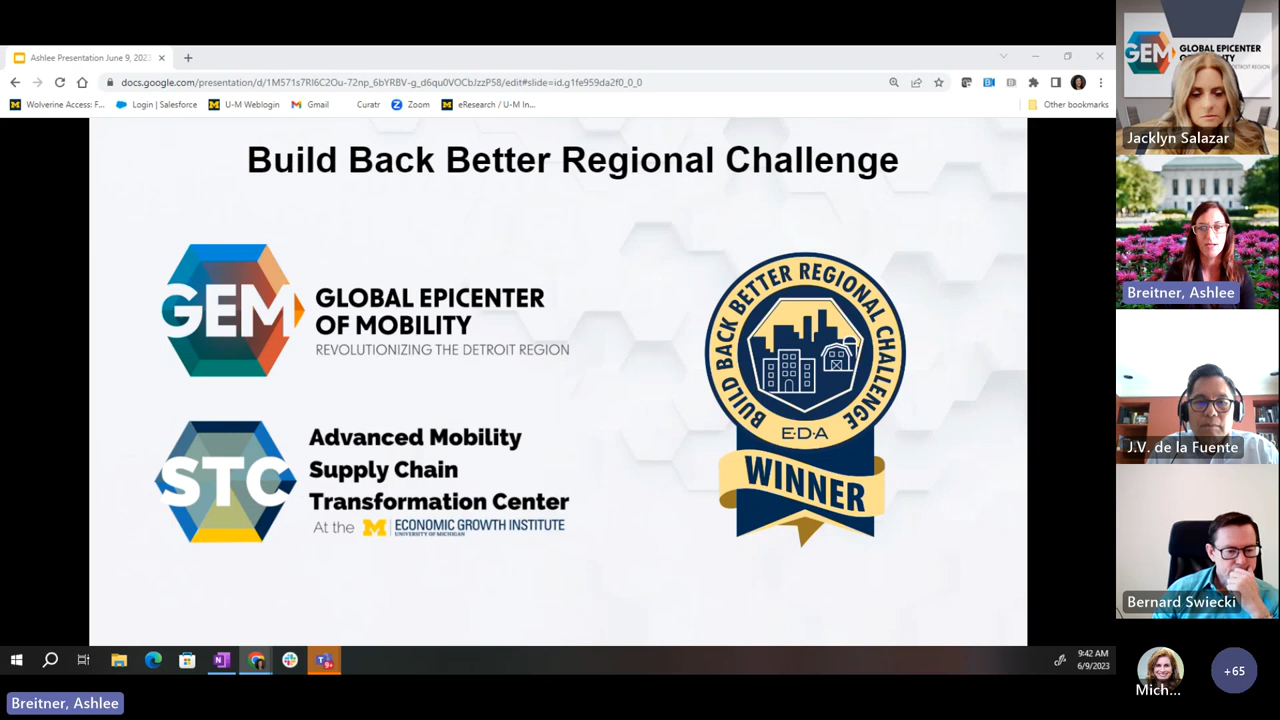 Ashlee Presentation June 9, 2023
docs.google.com/presentation/d/1M571s7RI6C2Ou-72np_6bYRBV-g_d6qu0VOCbJzzP58/edit#slide=id.g1fe959da2f0_0_0
Wolverine Access: F...
Login | Salesforce
U-M Weblogin
Gmail
Curatr
Zoom
eResearch / U-M In...
Other bookmarks
Build Back Better Regional Challenge
GEM
GLOBAL EPICENTER
OF MOBILITY
REVOLUTIONIZING THE DETROIT REGION
STC
Advanced Mobility
Supply Chain
Transformation Center
At the M ECONOMIC GROWTH INSTITUTE
UNIVERSITY OF MICHIGAN
BUILD BACK BETTER REGIONAL CHALLENGE
E·D·A
WINNER
9:42 AM
6/9/2023
Breitner, Ashlee
GEM GLOBAL EPICENTER
Jacklyn Salazar
Breitner, Ashlee
J.V. de la Fuente
Bernard Swiecki
Mich...
+65